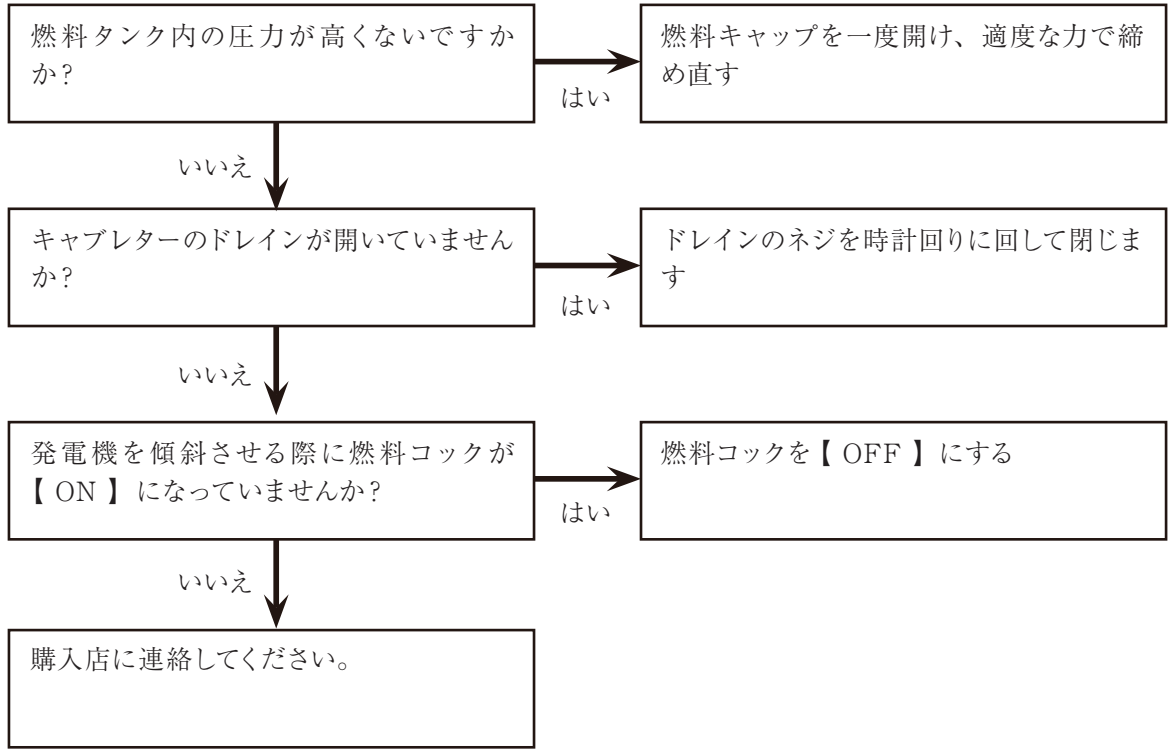 燃料タンク内の圧力が高くないですか
か？
燃料キャップを一度開け、適度な力で締
め直す
はい
いいえ
キャブレターのドレインが開いていません
か？
ドレインのネジを時計回りに回して閉じま
す
はい
いいえ
発電機を傾斜させる際に燃料コックが
【 ON 】になっていませんか？
燃料コックを【 OFF 】にする
はい
いいえ
購入店に連絡してください。